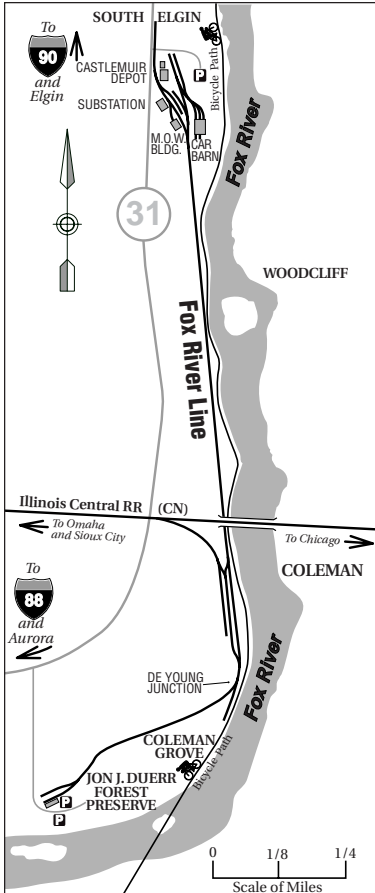 SOUTH ELGIN
To
90
and
Elgin
CASTLEMUIR
DEPOT
P
Bicycle Path
SUBSTATION
M.O.W.
BLDG.
CAR
BARN
Fox River
31
WOODCLIFF
Fox River Line
Illinois Central RR (CN)
To Omaha
and Sioux City
To Chicago
To
88
and
Aurora
COLEMAN
DE YOUNG
JUNCTION
Fox River
COLEMAN
GROVE
Bicycle Path
JON J. DUERR
FOREST
PRESERVE
P
P
0 1/8 1/4
Scale of Miles